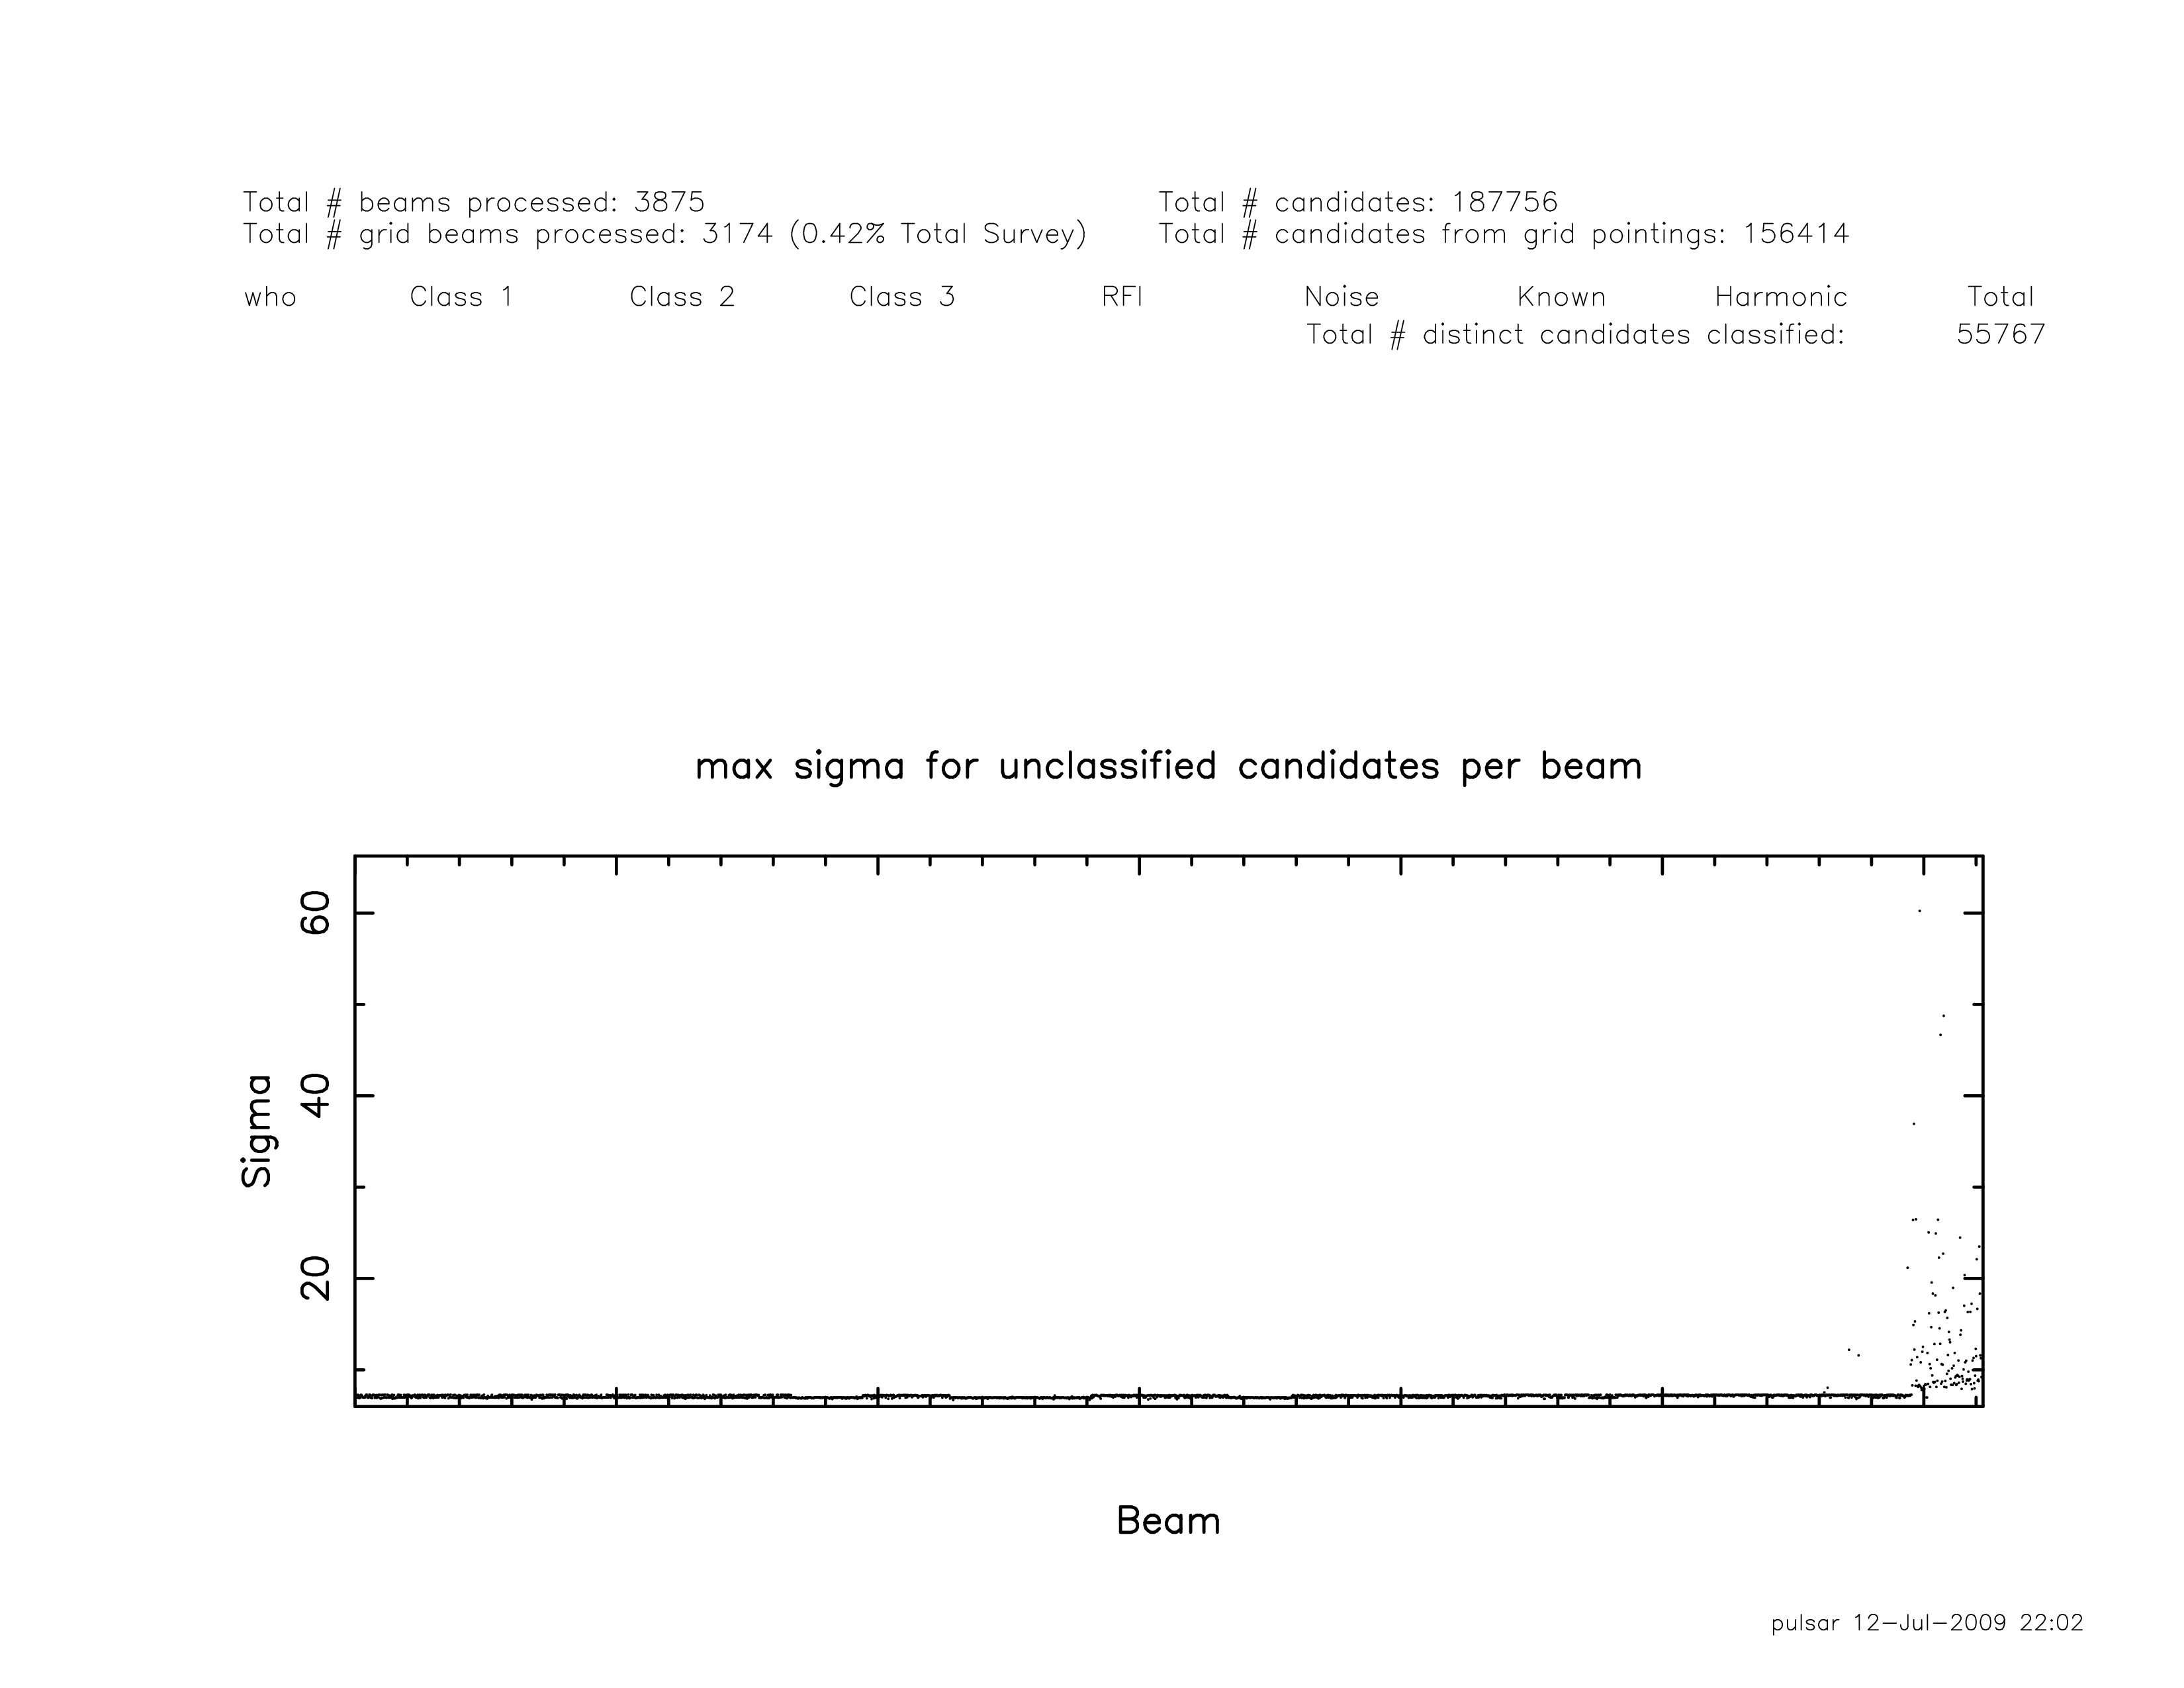 Total # beams processed: 3875 Total # candidates: 187756
Total # grid beams processed: 3174 (0.42% Total Survey) Total # candidates from grid pointings: 156414
who Class 1 Class 2 Class 3 RFI Noise Known Harmonic Total
Total # distinct candidates classified: 55767
max sigma for unclassified candidates per beam
60
40
20
Sigma
Beam
pulsar 12-Jul-2009 22:02